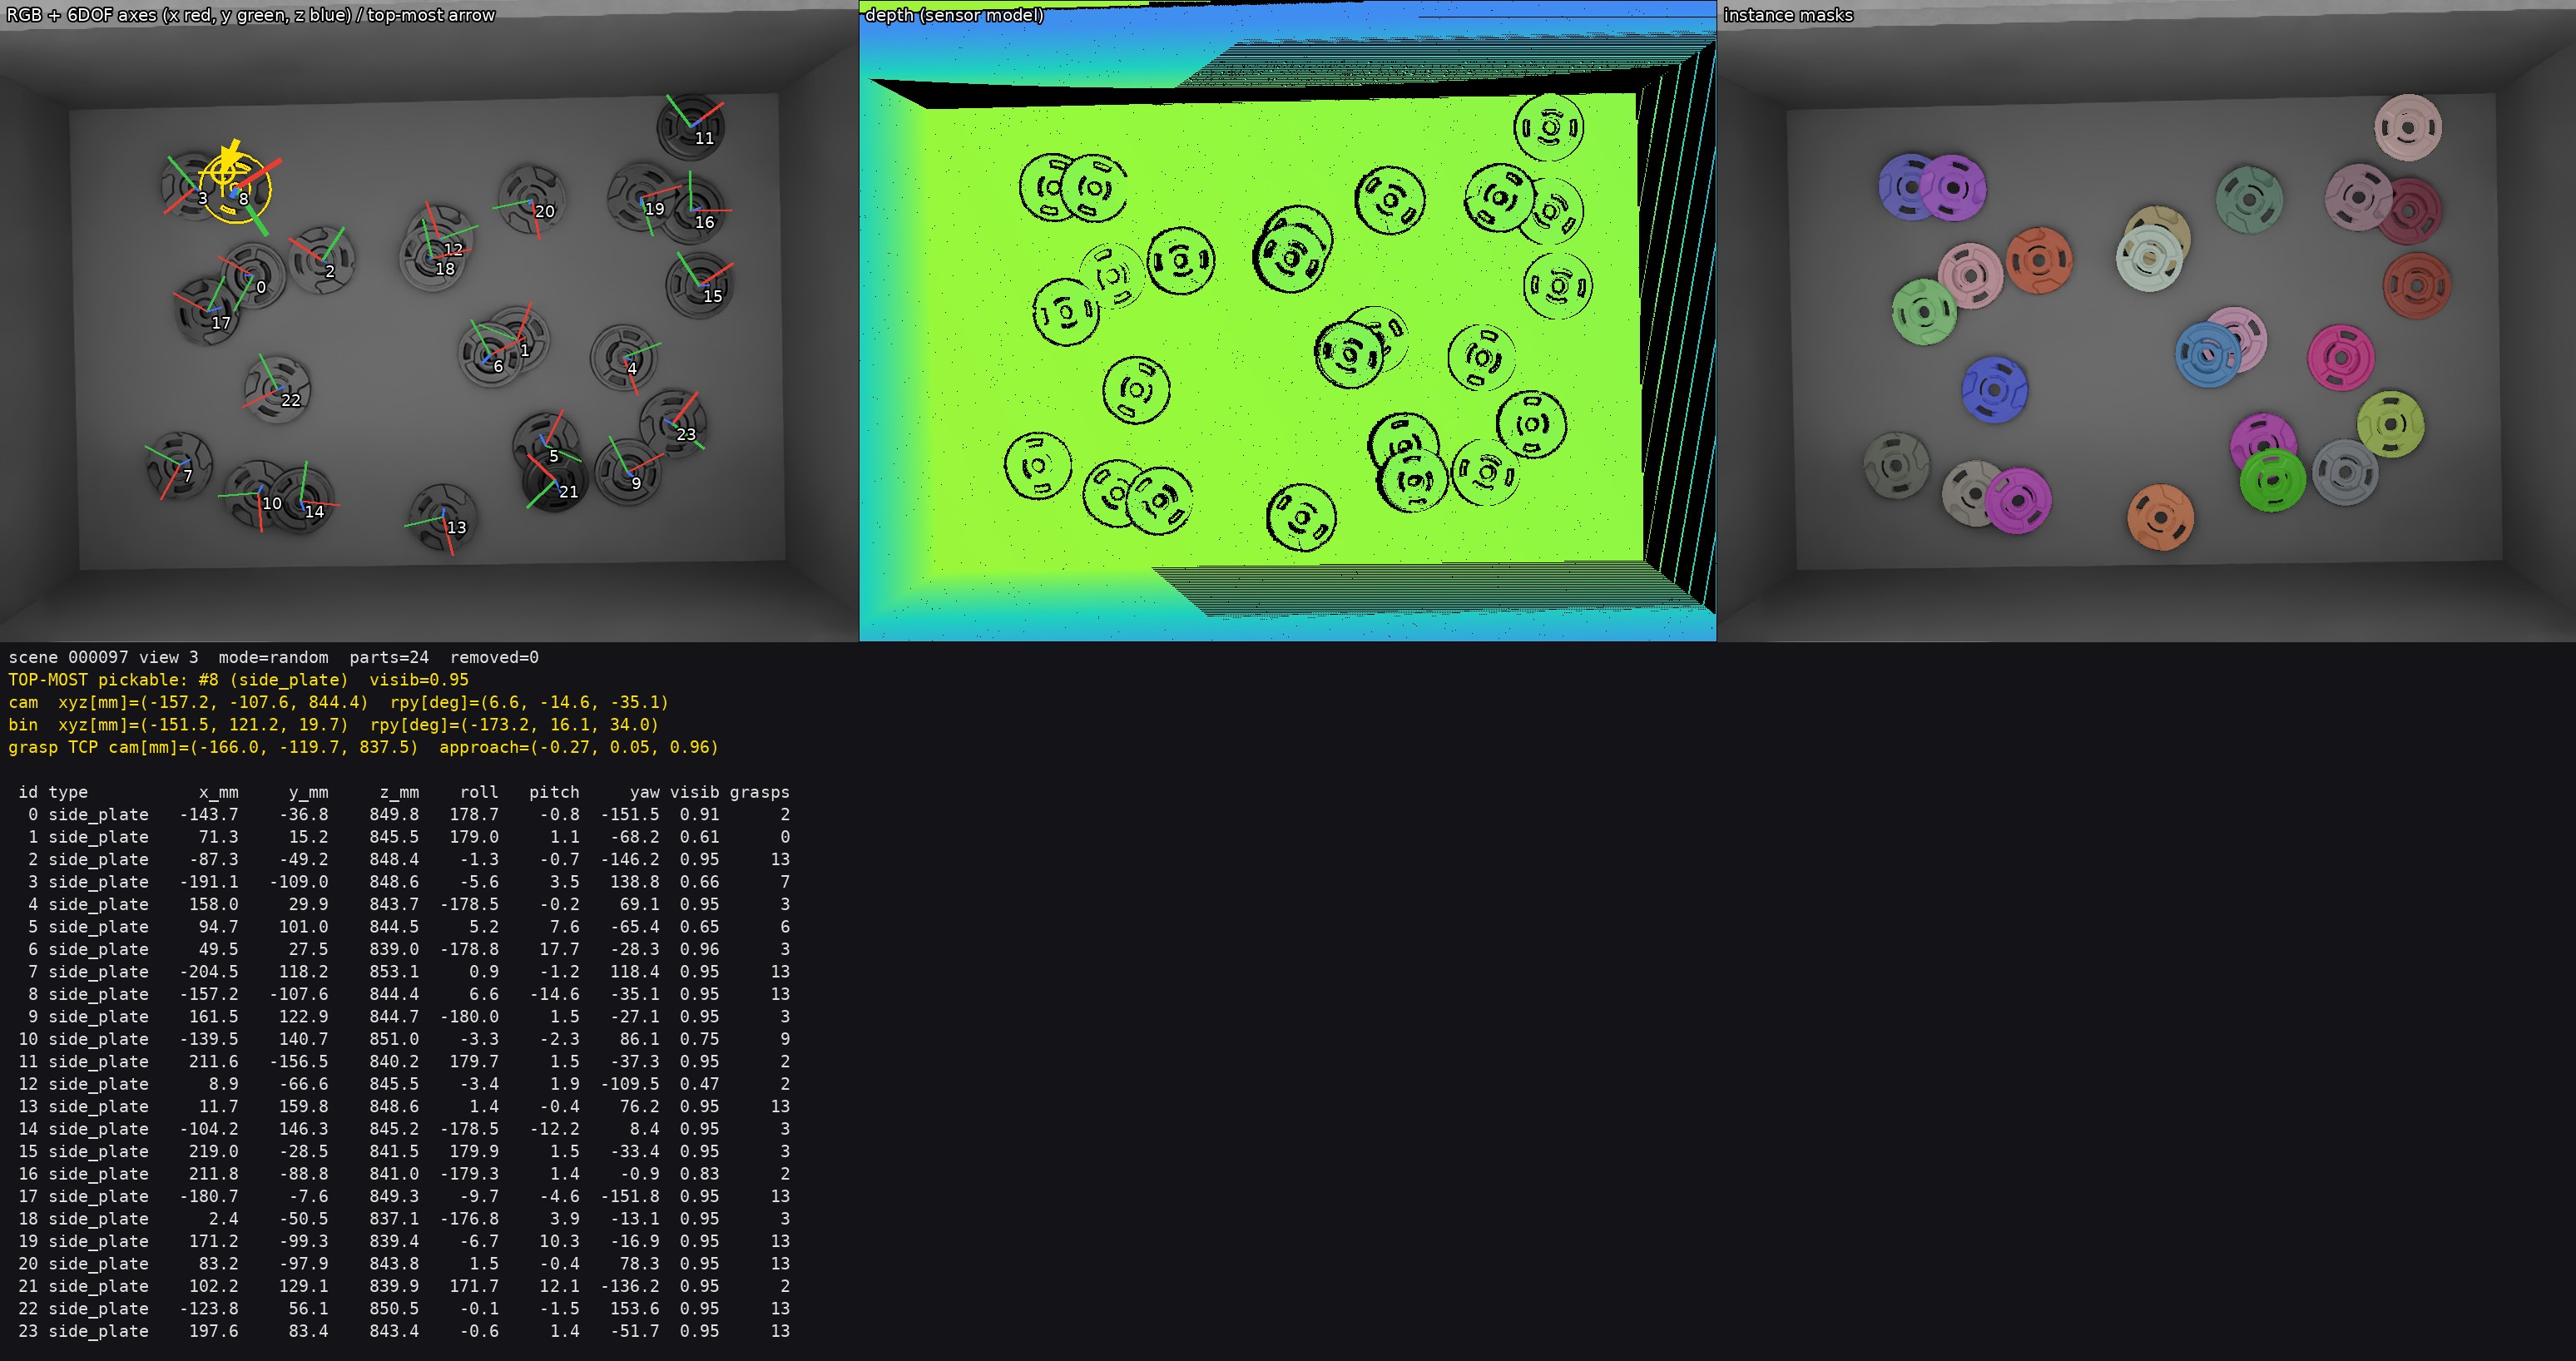 RGB + 6DOF axes (x red, y green, z blue) / top-most arrow
depth (sensor model)
instance masks
11
3
8
20
19
16
12
2
18
0
15
17
1
6
4
22
23
5
7
9
21
10
14
13
scene 000097 view 3  mode=random  parts=24  removed=0
TOP-MOST pickable: #8 (side_plate)  visib=0.95
cam  xyz[mm]=(-157.2, -107.6, 844.4)  rpy[deg]=(6.6, -14.6, -35.1)
bin  xyz[mm]=(-151.5, 121.2, 19.7)  rpy[deg]=(-173.2, 16.1, 34.0)
grasp TCP cam[mm]=(-166.0, -119.7, 837.5)  approach=(-0.27, 0.05, 0.96)
id type x_mm y_mm z_mm roll pitch yaw visib grasps
0 side_plate -143.7 -36.8 849.8 178.7 -0.8 -151.5 0.91 2
1 side_plate 71.3 15.2 845.5 179.0 1.1 -68.2 0.61 0
2 side_plate -87.3 -49.2 848.4 -1.3 -0.7 -146.2 0.95 13
3 side_plate -191.1 -109.0 848.6 -5.6 3.5 138.8 0.66 7
4 side_plate 158.0 29.9 843.7 -178.5 -0.2 69.1 0.95 3
5 side_plate 94.7 101.0 844.5 5.2 7.6 -65.4 0.65 6
6 side_plate 49.5 27.5 839.0 -178.8 17.7 -28.3 0.96 3
7 side_plate -204.5 118.2 853.1 0.9 -1.2 118.4 0.95 13
8 side_plate -157.2 -107.6 844.4 6.6 -14.6 -35.1 0.95 13
9 side_plate 161.5 122.9 844.7 -180.0 1.5 -27.1 0.95 3
10 side_plate -139.5 140.7 851.0 -3.3 -2.3 86.1 0.75 9
11 side_plate 211.6 -156.5 840.2 179.7 1.5 -37.3 0.95 2
12 side_plate 8.9 -66.6 845.5 -3.4 1.9 -109.5 0.47 2
13 side_plate 11.7 159.8 848.6 1.4 -0.4 76.2 0.95 13
14 side_plate -104.2 146.3 845.2 -178.5 -12.2 8.4 0.95 3
15 side_plate 219.0 -28.5 841.5 179.9 1.5 -33.4 0.95 3
16 side_plate 211.8 -88.8 841.0 -179.3 1.4 -0.9 0.83 2
17 side_plate -180.7 -7.6 849.3 -9.7 -4.6 -151.8 0.95 13
18 side_plate 2.4 -50.5 837.1 -176.8 3.9 -13.1 0.95 3
19 side_plate 171.2 -99.3 839.4 -6.7 10.3 -16.9 0.95 13
20 side_plate 83.2 -97.9 843.8 1.5 -0.4 78.3 0.95 13
21 side_plate 102.2 129.1 839.9 171.7 12.1 -136.2 0.95 2
22 side_plate -123.8 56.1 850.5 -0.1 -1.5 153.6 0.95 13
23 side_plate 197.6 83.4 843.4 -0.6 1.4 -51.7 0.95 13